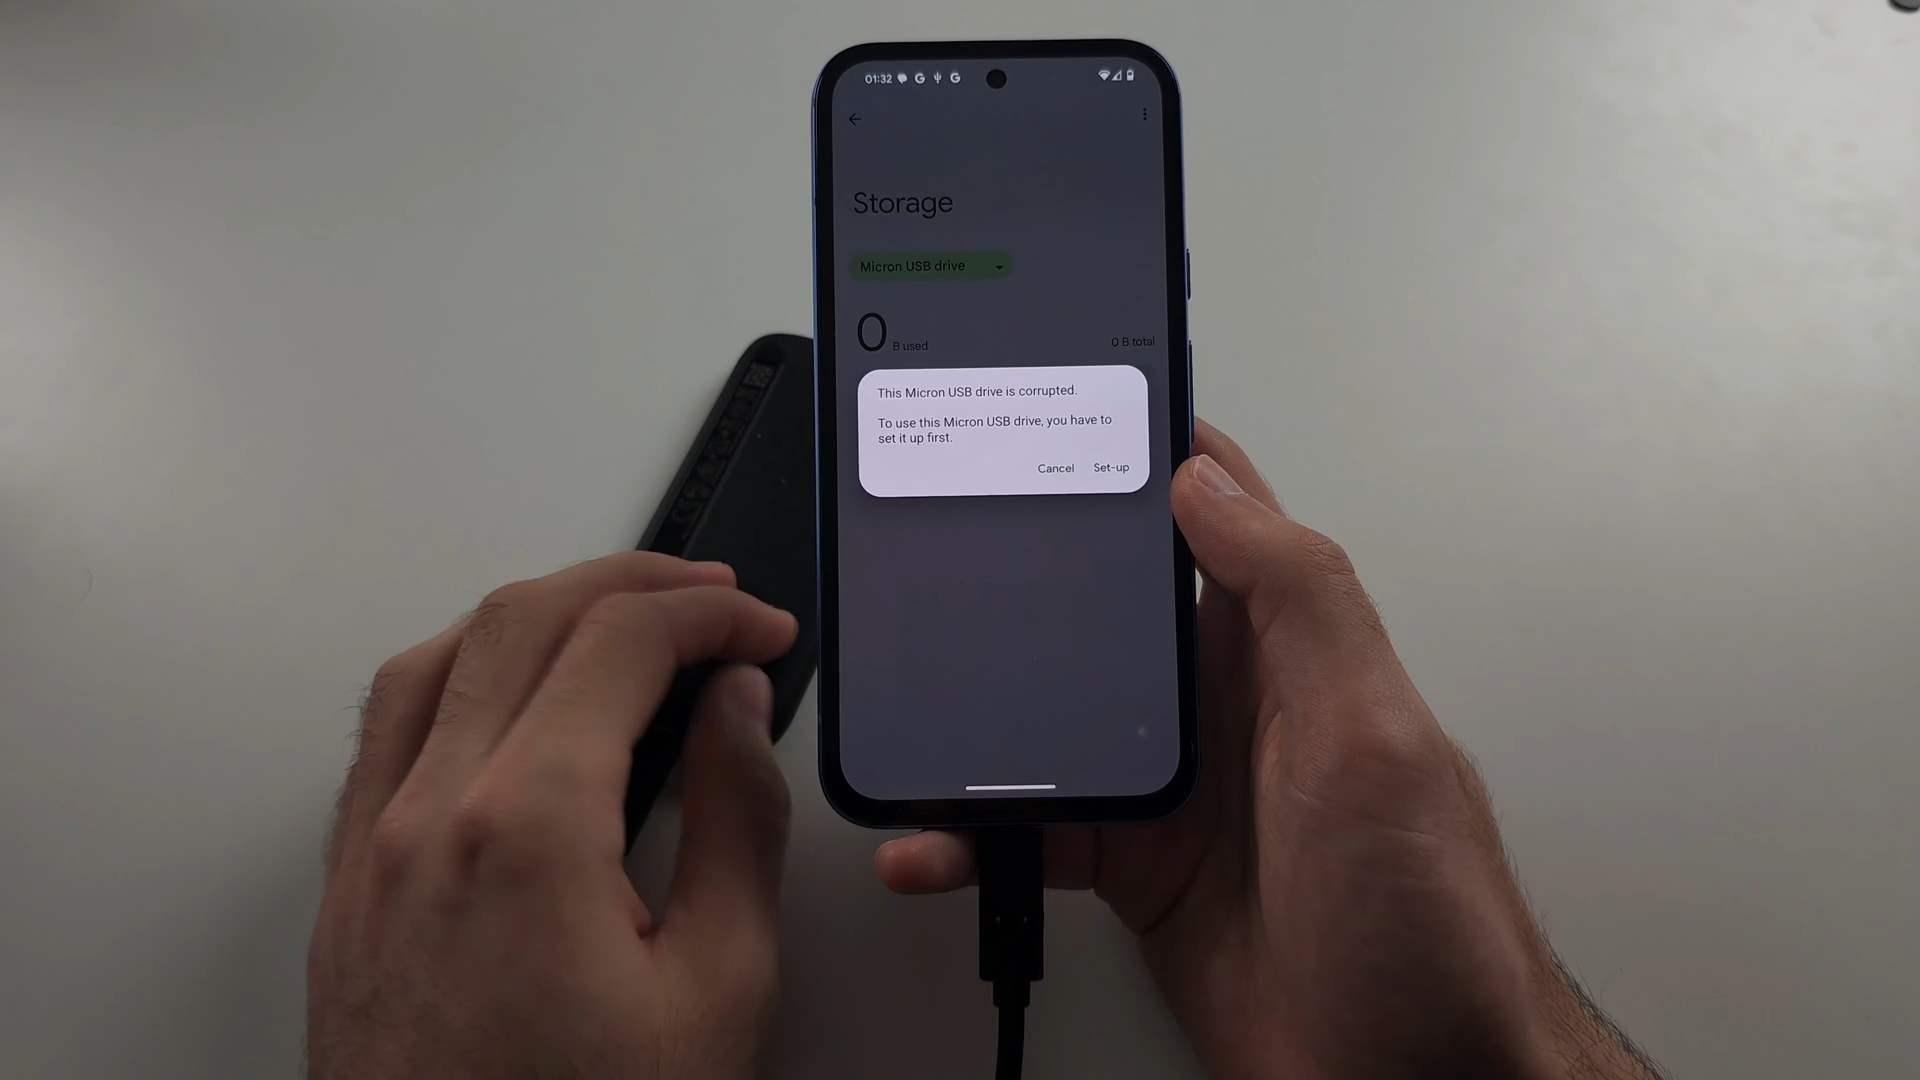 01:32
Storage
Micron USB drive
0 B used
0 B total
This Micron USB drive is corrupted.
To use this Micron USB drive, you have to
set it up first.
Cancel Set-up